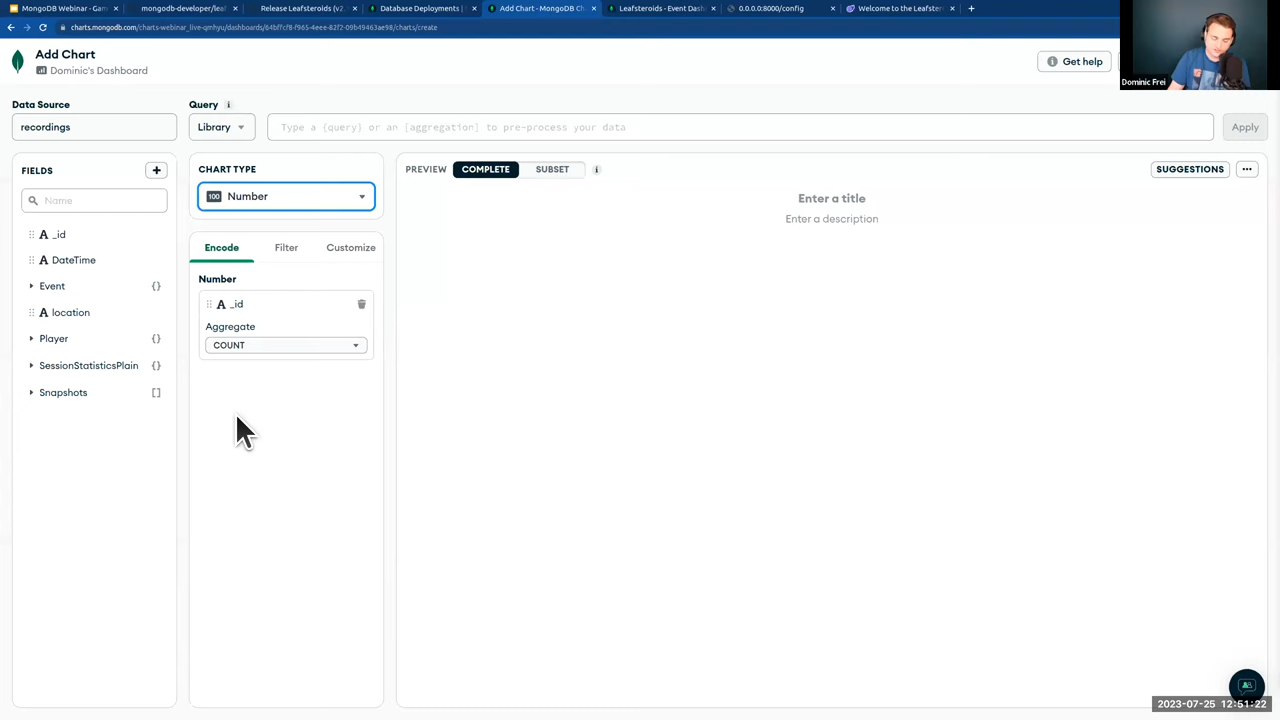 MongoDB Webinar - Gam
mongodb-developer/leaf
Release Leafsteroids (v2.
Database Deployments |
Add Chart · MongoDB Ch
Leafsteroids - Event Dash
0.0.0.0:8000/config
Welcome to the Leafster
charts.mongodb.com/charts-webinar_live-qmhyu/dashboards/64bffcf8-f965-4eee-82f2-09b49463ae98/charts/create
Add Chart
Dominic's Dashboard
Get help
Dominic Frei
Data Source
Query
recordings
Library
Type a {query} or an [aggregation] to pre-process your data
Apply
FIELDS
CHART TYPE
PREVIEW
COMPLETE
SUBSET
SUGGESTIONS
Name
100
Number
Enter a title
Enter a description
A _id
A DateTime
Event {}
A location
Player {}
SessionStatisticsPlain {}
Snapshots []
Encode
Filter
Customize
Number
A _id
Aggregate
COUNT
2023-07-25 12:51:22